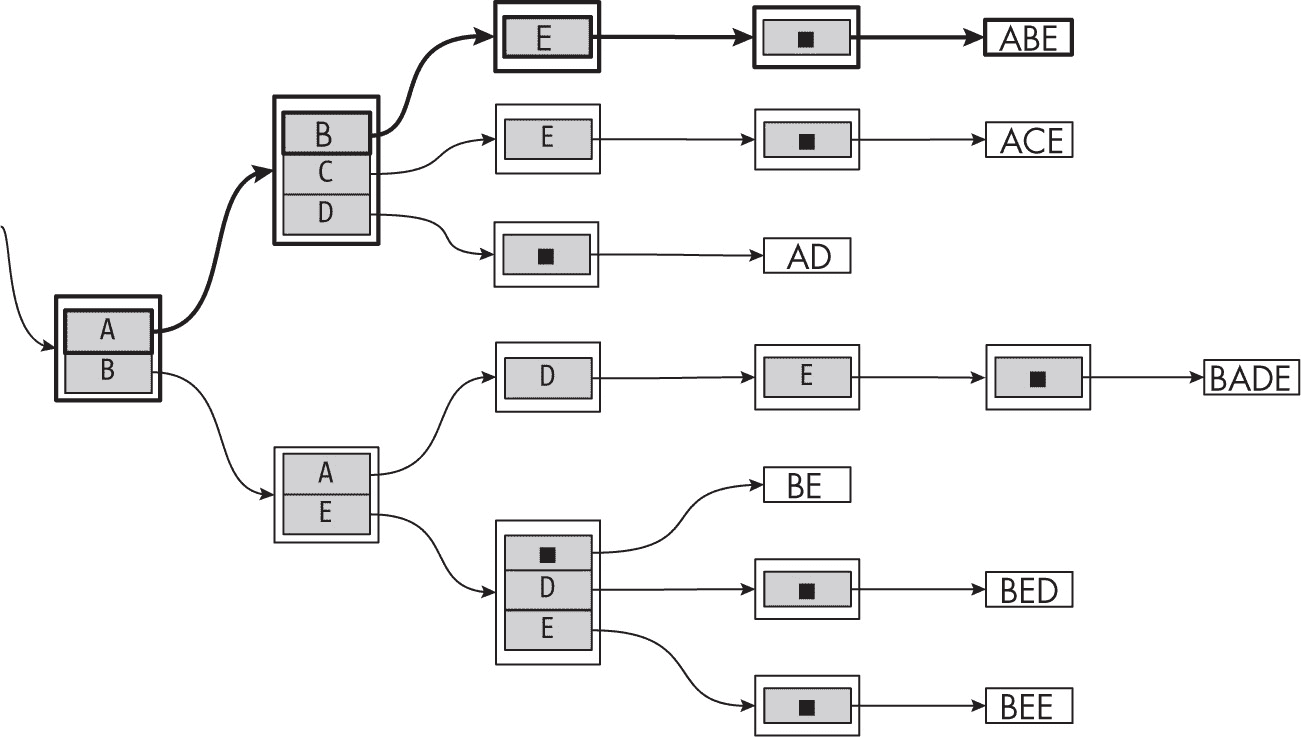 E ■ ABE
B
C
D
E ■ ACE
■ AD
A
B
D E ■ BADE
A
E
■ BE
D
E
■ BED
■ BEE